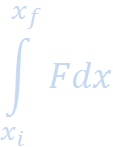 x_f
∫ F dx
x_i